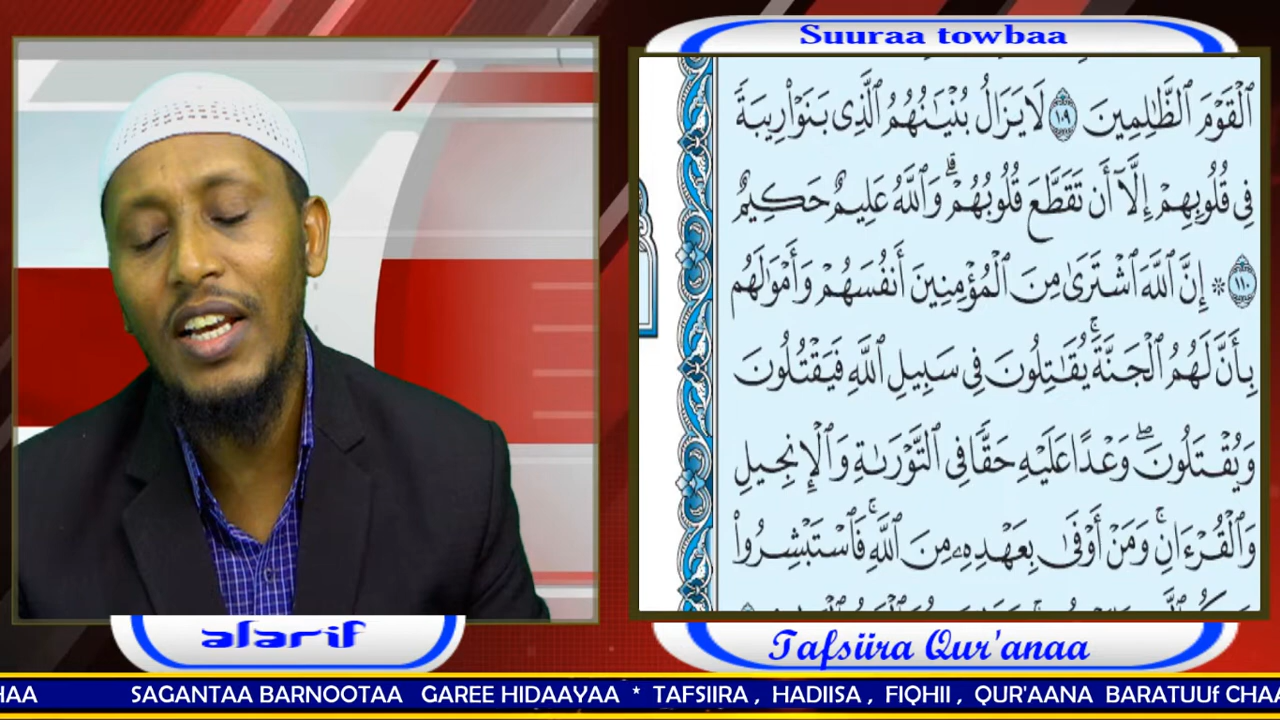 Suuraa towbaa
ٱلۡقَوۡمَ ٱلظَّٰلِمِينَ ١٠٩ لَا يَزَالُ بُنۡيَٰنُهُمُ ٱلَّذِى بَنَوۡاْ رِيبَةً
فِى قُلُوبِهِمۡ إِلَّآ أَن تَقَطَّعَ قُلُوبُهُمۡۗ وَٱللَّهُ عَلِيمٌ حَكِيمٌ
١١٠ * إِنَّ ٱللَّهَ ٱشۡتَرَىٰ مِنَ ٱلۡمُؤۡمِنِينَ أَنفُسَهُمۡ وَأَمۡوَٰلَهُم
بِأَنَّ لَهُمُ ٱلۡجَنَّةَۚ يُقَٰتِلُونَ فِى سَبِيلِ ٱللَّهِ فَيَقۡتُلُونَ
وَيُقۡتَلُونَۖ وَعۡدًا عَلَيۡهِ حَقًّا فِى ٱلتَّوۡرَىٰةِ وَٱلۡإِنجِيلِ
وَٱلۡقُرۡءَانِۚ وَمَنۡ أَوۡفَىٰ بِعَهۡدِهِۦ مِنَ ٱللَّهِۚ فَٱسۡتَبۡشِرُواْ
alarif
Tafsiira Qur'anaa
HAA SAGANTAA BARNOOTAA GAREE HIDAAYAA * TAFSIIRA , HADIISA , FIQHII , QUR'AANA BARATUUf CHAA